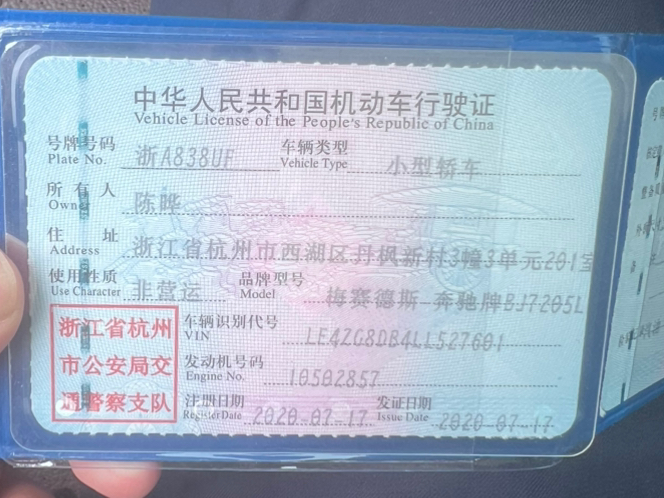 中华人民共和国机动车行驶证
Vehicle License of the People's Republic of China
号牌号码 浙A838UF 车辆类型 小型轿车
Plate No. Vehicle Type
所有人 陈晔
Owner
住址 浙江省杭州市西湖区丹枫新村3幢3单元201室
Address
使用性质 非营运 品牌型号 梅赛德斯-奔驰牌BJ7205L
Use Character Model
浙江省杭州
市公安局交
通警察支队
车辆识别代号 LE4ZG8DB4LL527601
VIN
发动机号码 10502857
Engine No.
注册日期 2020-07-17 发证日期 2020-07-17
Register Date Issue Date